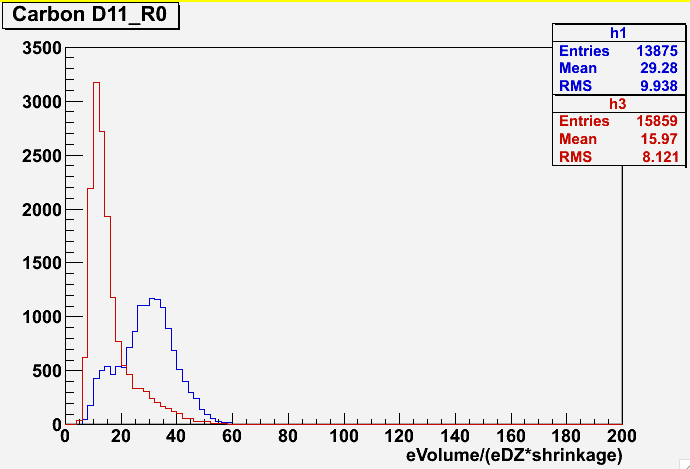 Carbon D11_R0
h1
Entries 13875
Mean 29.28
RMS 9.938
h3
Entries 15859
Mean 15.97
RMS 8.121
3500
3000
2500
2000
1500
1000
500
0
0 20 40 60 80 100 120 140 160 180 200
eVolume/(eDZ*shrinkage)